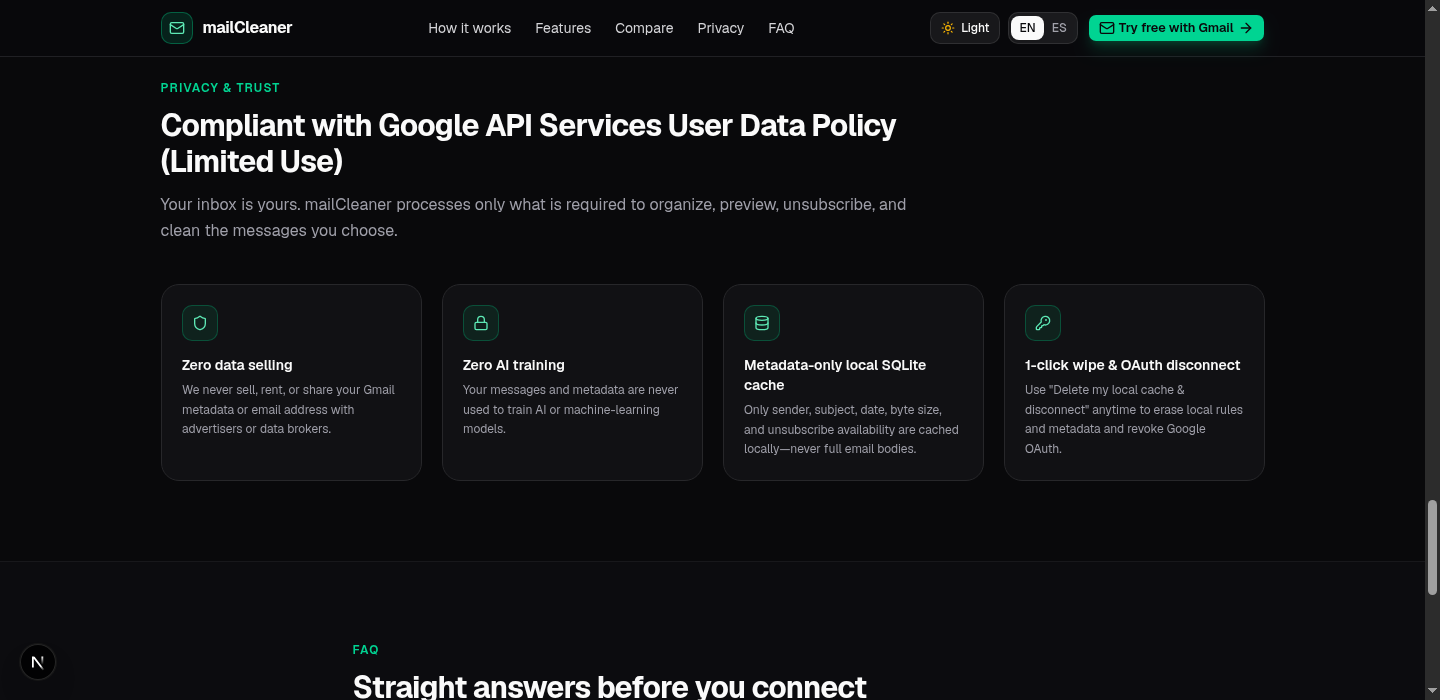 mailCleaner
How it works
Features
Compare
Privacy
FAQ
Light
EN
ES
Try free with Gmail
PRIVACY & TRUST
Compliant with Google API Services User Data Policy
(Limited Use)
Your inbox is yours. mailCleaner processes only what is required to organize, preview, unsubscribe, and
clean the messages you choose.
Zero data selling
We never sell, rent, or share your Gmail
metadata or email address with
advertisers or data brokers.
Zero AI training
Your messages and metadata are never
used to train AI or machine-learning
models.
Metadata-only local SQLite
cache
Only sender, subject, date, byte size,
and unsubscribe availability are cached
locally—never full email bodies.
1-click wipe & OAuth disconnect
Use "Delete my local cache &
disconnect" anytime to erase local rules
and metadata and revoke Google
OAuth.
FAQ
Straight answers before you connect
N